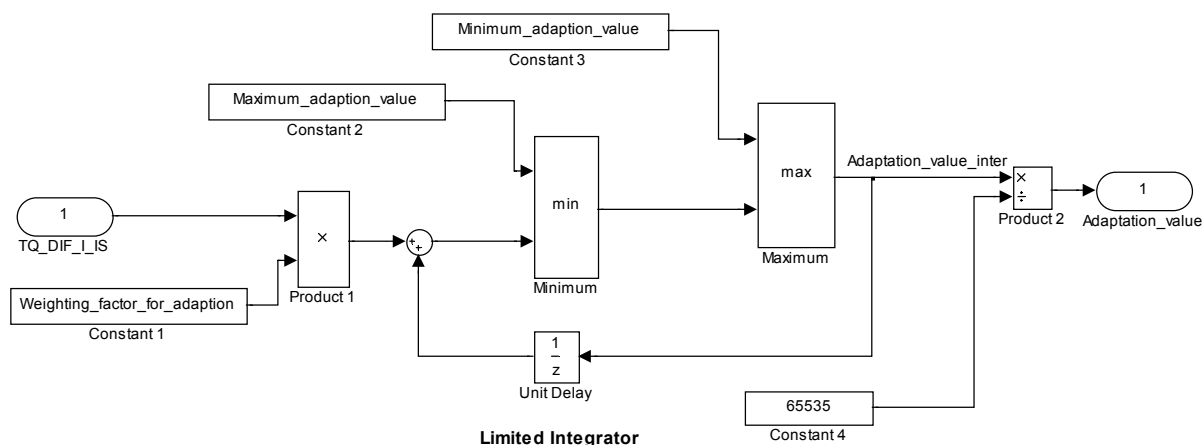 Minimum_adaption_value
Constant 3
Maximum_adaption_value
Constant 2
min
Minimum
max
Maximum
Adaptation_value_inter
×
÷
Product 2
1
Adaptation_value
1
TQ_DIF_I_IS
×
Product 1
+
+
Weighting_factor_for_adaption
Constant 1
1
z
Unit Delay
65535
Constant 4
Limited Integrator